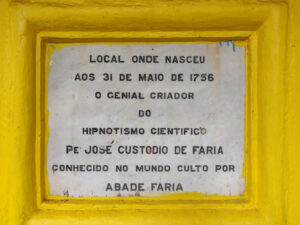 LOCAL ONDE NASCEU
AOS 31 DE MAIO DE 1756
O GENIAL CRIADOR
DO
HIPNOTISMO CIENTIFICO
PE JOSÉ CUSTODIO DE FARIA
CONHECIDO NO MUNDO CULTO POR
ABADE FARIA